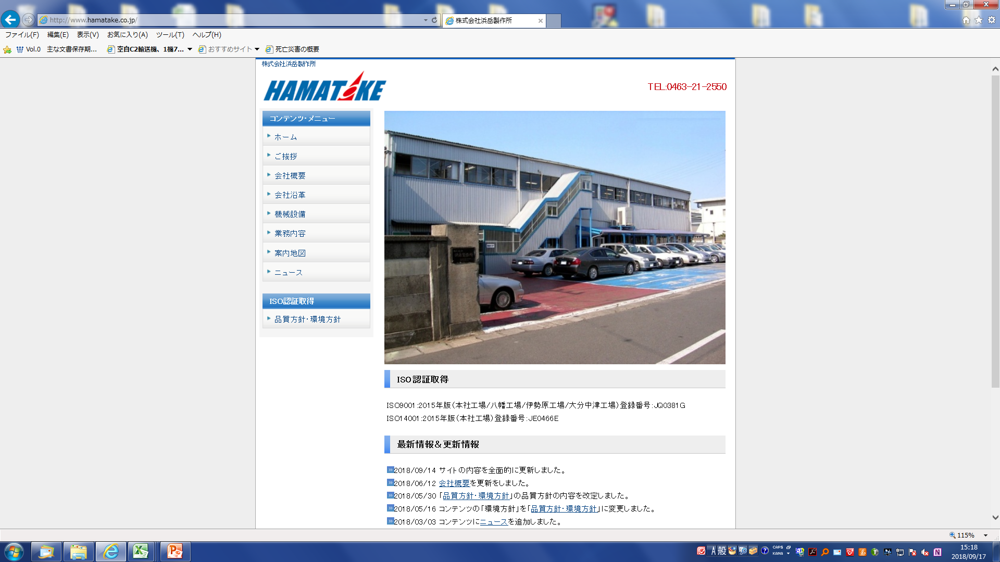 http://www.hamatake.co.jp/
株式会社浜岳製作所
ファイル(F) 編集(E) 表示(V) お気に入り(A) ツール(T) ヘルプ(H)
Vol.0 主な文書保存期... 空自C2輸送機、1機7... おすすめサイト 死亡災害の概要
株式会社浜岳製作所
HAMATAKE
TEL:0463-21-2550
コンテンツ・メニュー
ホーム
ご挨拶
会社概要
会社沿革
機械設備
業務内容
案内地図
ニュース
ISO認証取得
品質方針・環境方針
ISO認証取得
ISO9001:2015年版(本社工場/八幡工場/伊勢原工場/大分中津工場)登録番号:JQ0381G
ISO14001:2015年版(本社工場)登録番号:JE0466E
最新情報&更新情報
2018/09/14 サイトの内容を全面的に更新しました。
2018/06/12 会社概要を更新をしました。
2018/05/30 「品質方針・環境方針」の品質方針の内容を改定しました。
2018/05/16 コンテンツの「環境方針」を「品質方針・環境方針」に変更しました。
2018/03/03 コンテンツにニュースを追加しました。
115%
A 般 CAPS
KANA
15:18
2018/09/17